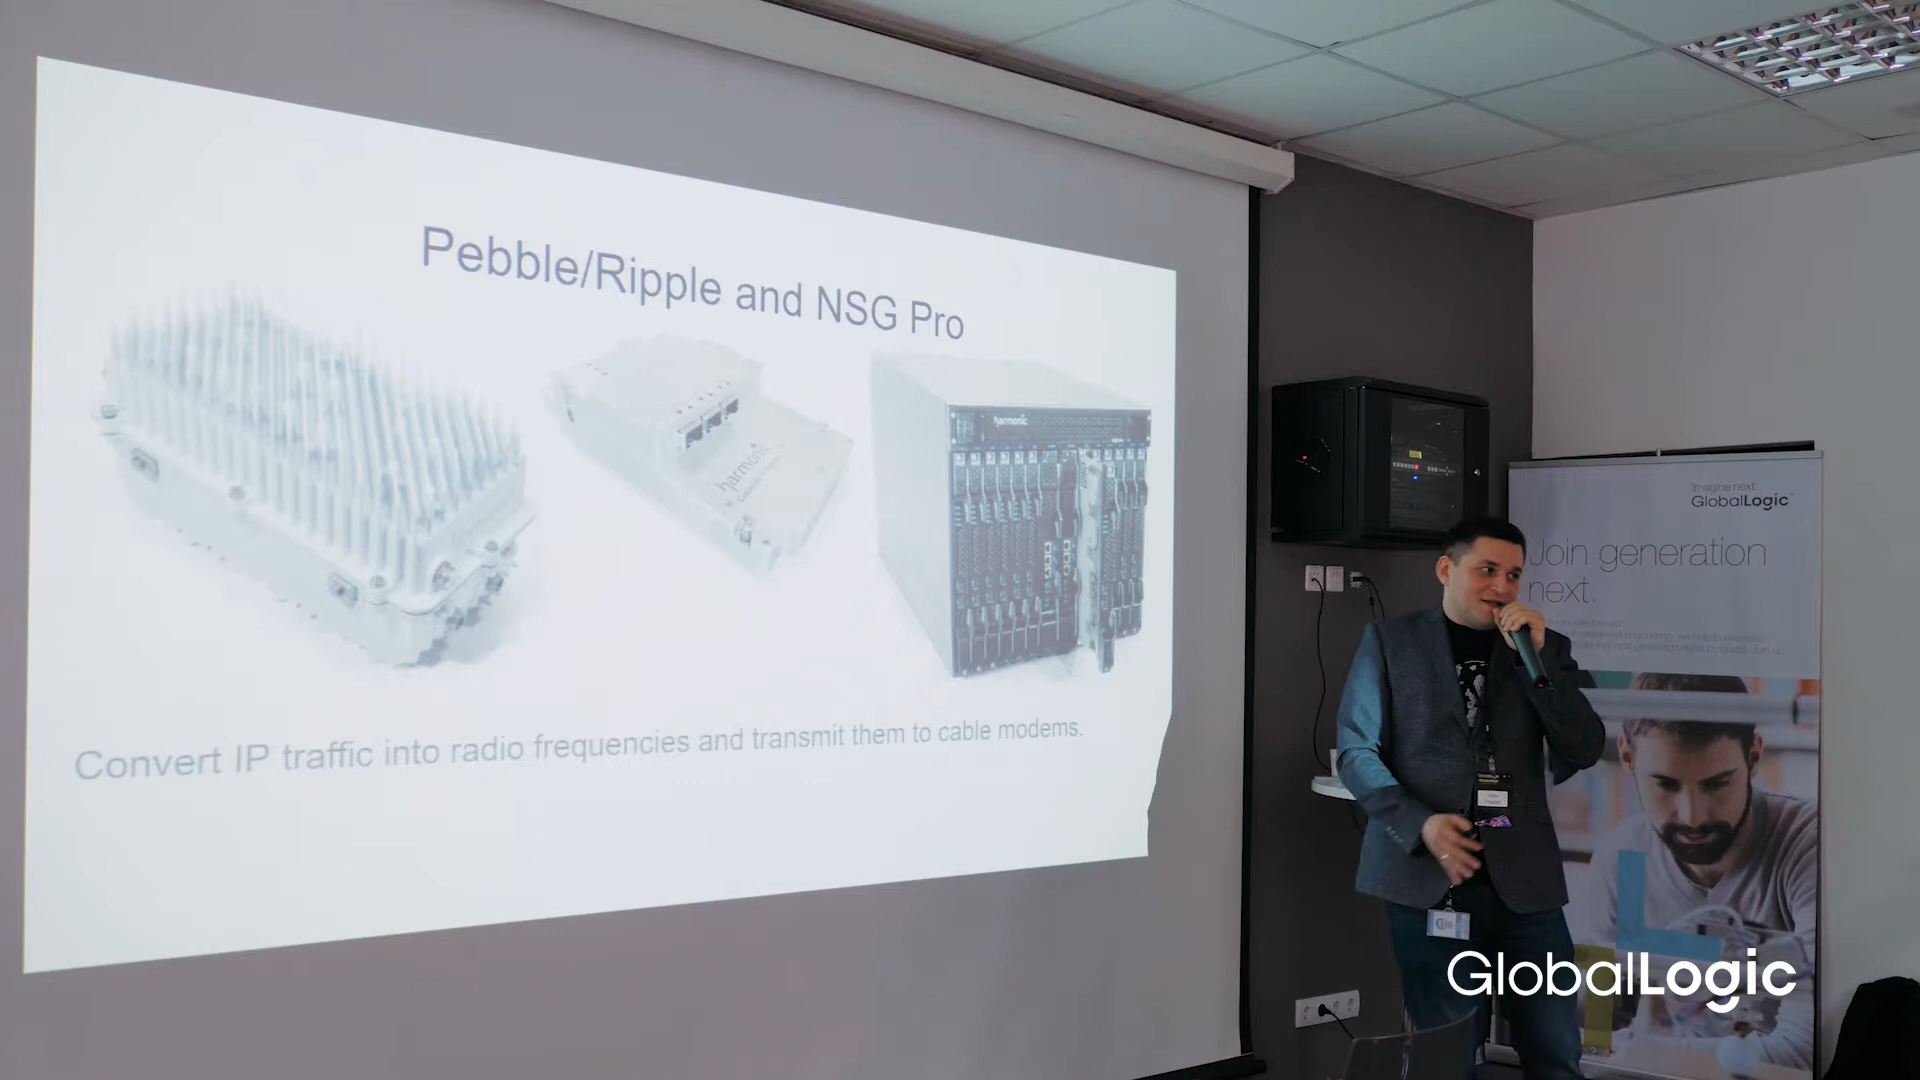 Pebble/Ripple and NSG Pro
harmonic
harmonic
Convert IP traffic into radio frequencies and transmit them to cable modems.
Imagine next.
GlobalLogic
Join generation
next.
GlobalLogic